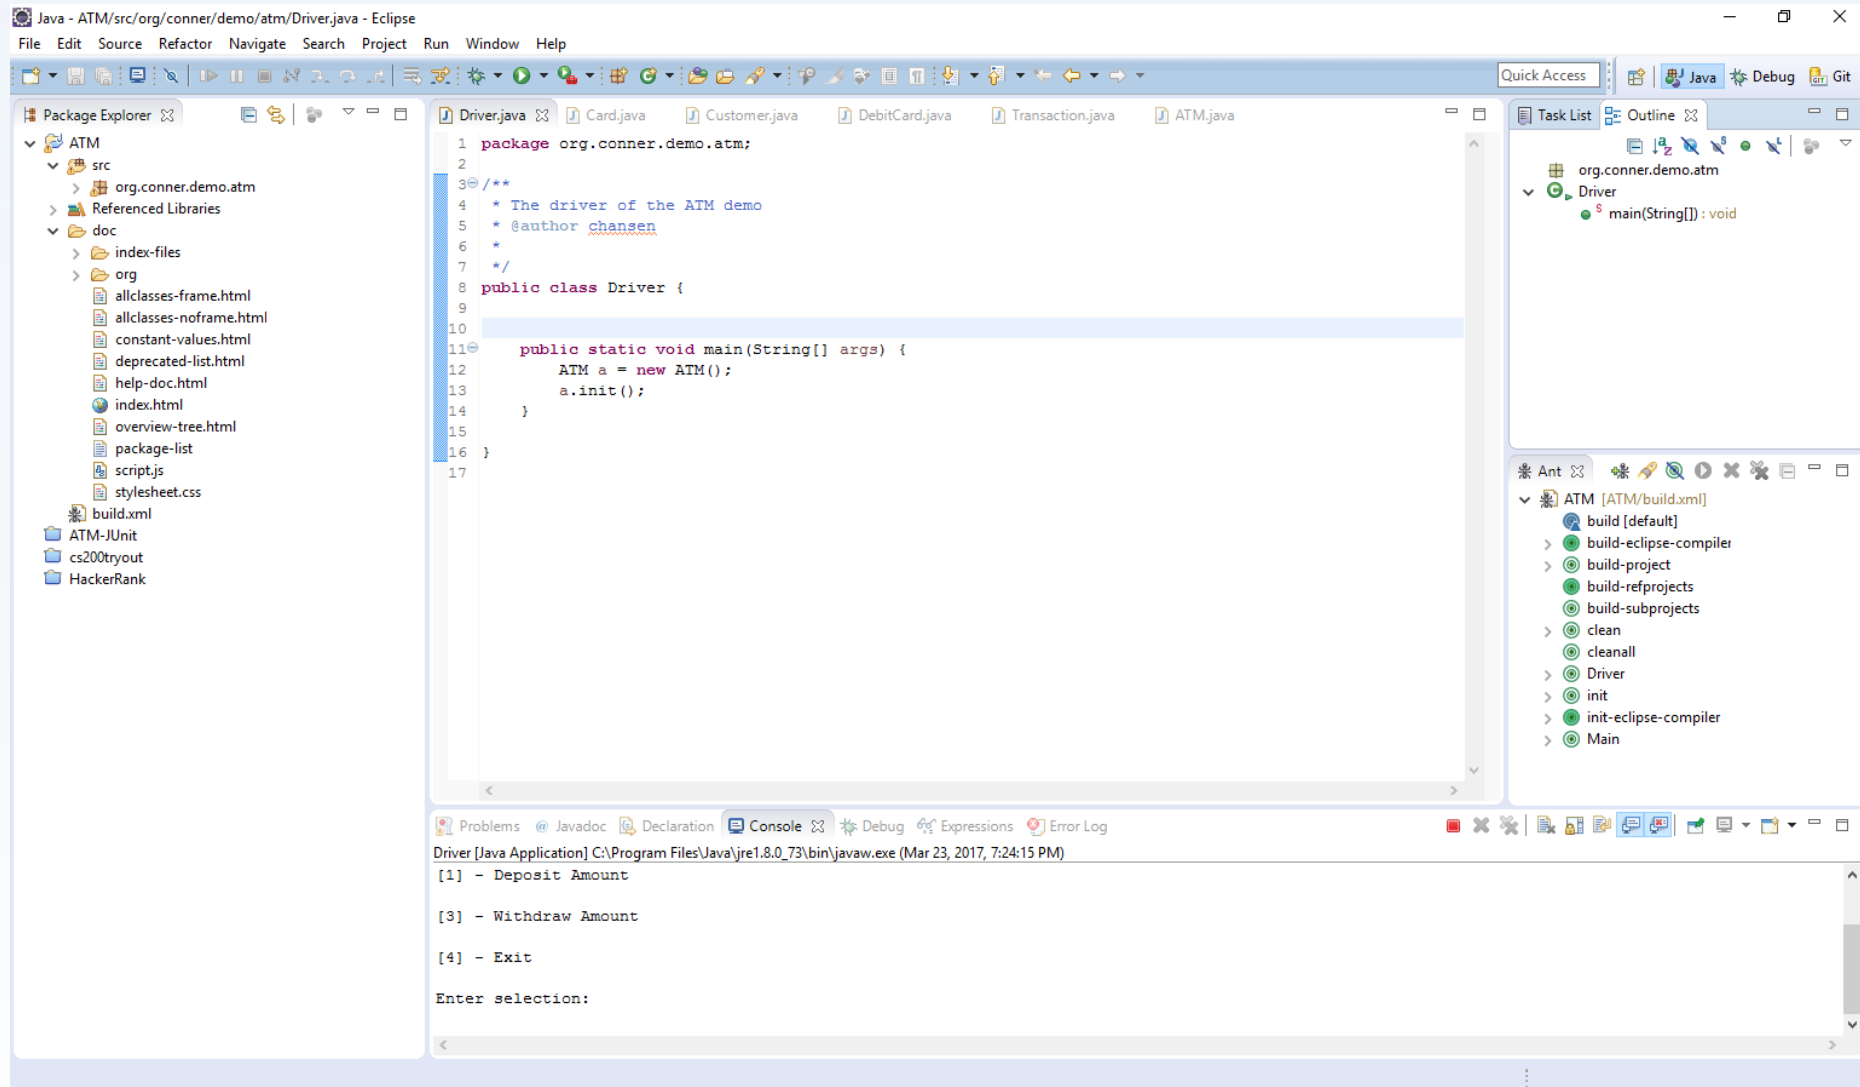 Java - ATM/src/org/conner/demo/atm/Driver.java - Eclipse
File Edit Source Refactor Navigate Search Project Run Window Help
Quick Access Java Debug Git
Package Explorer
ATM
src
org.conner.demo.atm
Referenced Libraries
doc
index-files
org
allclasses-frame.html
allclasses-noframe.html
constant-values.html
deprecated-list.html
help-doc.html
index.html
overview-tree.html
package-list
script.js
stylesheet.css
build.xml
ATM-JUnit
cs200tryout
HackerRank
Driver.java Card.java Customer.java DebitCard.java Transaction.java ATM.java
1 package org.conner.demo.atm;
2
3 /**
4 * The driver of the ATM demo
5 * @author chansen
6 *
7 */
8 public class Driver {
9
10
11 public static void main(String[] args) {
12 ATM a = new ATM();
13 a.init();
14 }
15
16 }
17
Task List Outline
org.conner.demo.atm
Driver
main(String[]) : void
Ant
ATM [ATM/build.xml]
build [default]
build-eclipse-compiler
build-project
build-refprojects
build-subprojects
clean
cleanall
Driver
init
init-eclipse-compiler
Main
Problems Javadoc Declaration Console Debug Expressions Error Log
Driver [Java Application] C:\Program Files\Java\jre1.8.0_73\bin\javaw.exe (Mar 23, 2017, 7:24:15 PM)
[1] - Deposit Amount
[3] - Withdraw Amount
[4] - Exit
Enter selection: